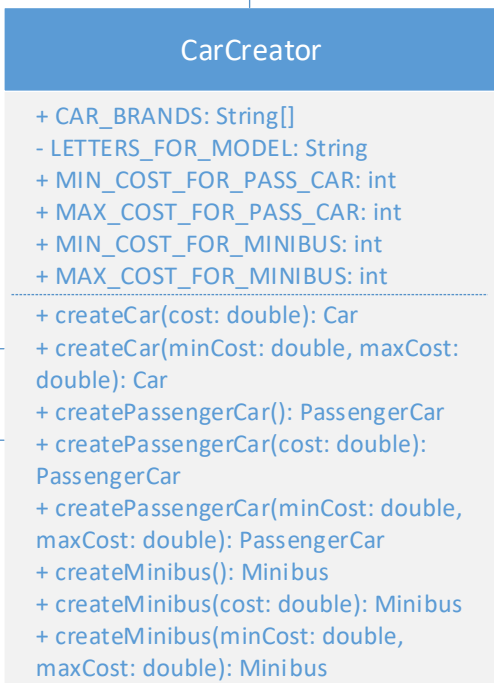 CarCreator
+ CAR_BRANDS: String[]
- LETTERS_FOR_MODEL: String
+ MIN_COST_FOR_PASS_CAR: int
+ MAX_COST_FOR_PASS_CAR: int
+ MIN_COST_FOR_MINIBUS: int
+ MAX_COST_FOR_MINIBUS: int
+ createCar(cost: double): Car
+ createCar(minCost: double, maxCost:
double): Car
+ createPassengerCar(): PassengerCar
+ createPassengerCar(cost: double):
PassengerCar
+ createPassengerCar(minCost: double,
maxCost: double): PassengerCar
+ createMinibus(): Minibus
+ createMinibus(cost: double): Minibus
+ createMinibus(minCost: double,
maxCost: double): Minibus